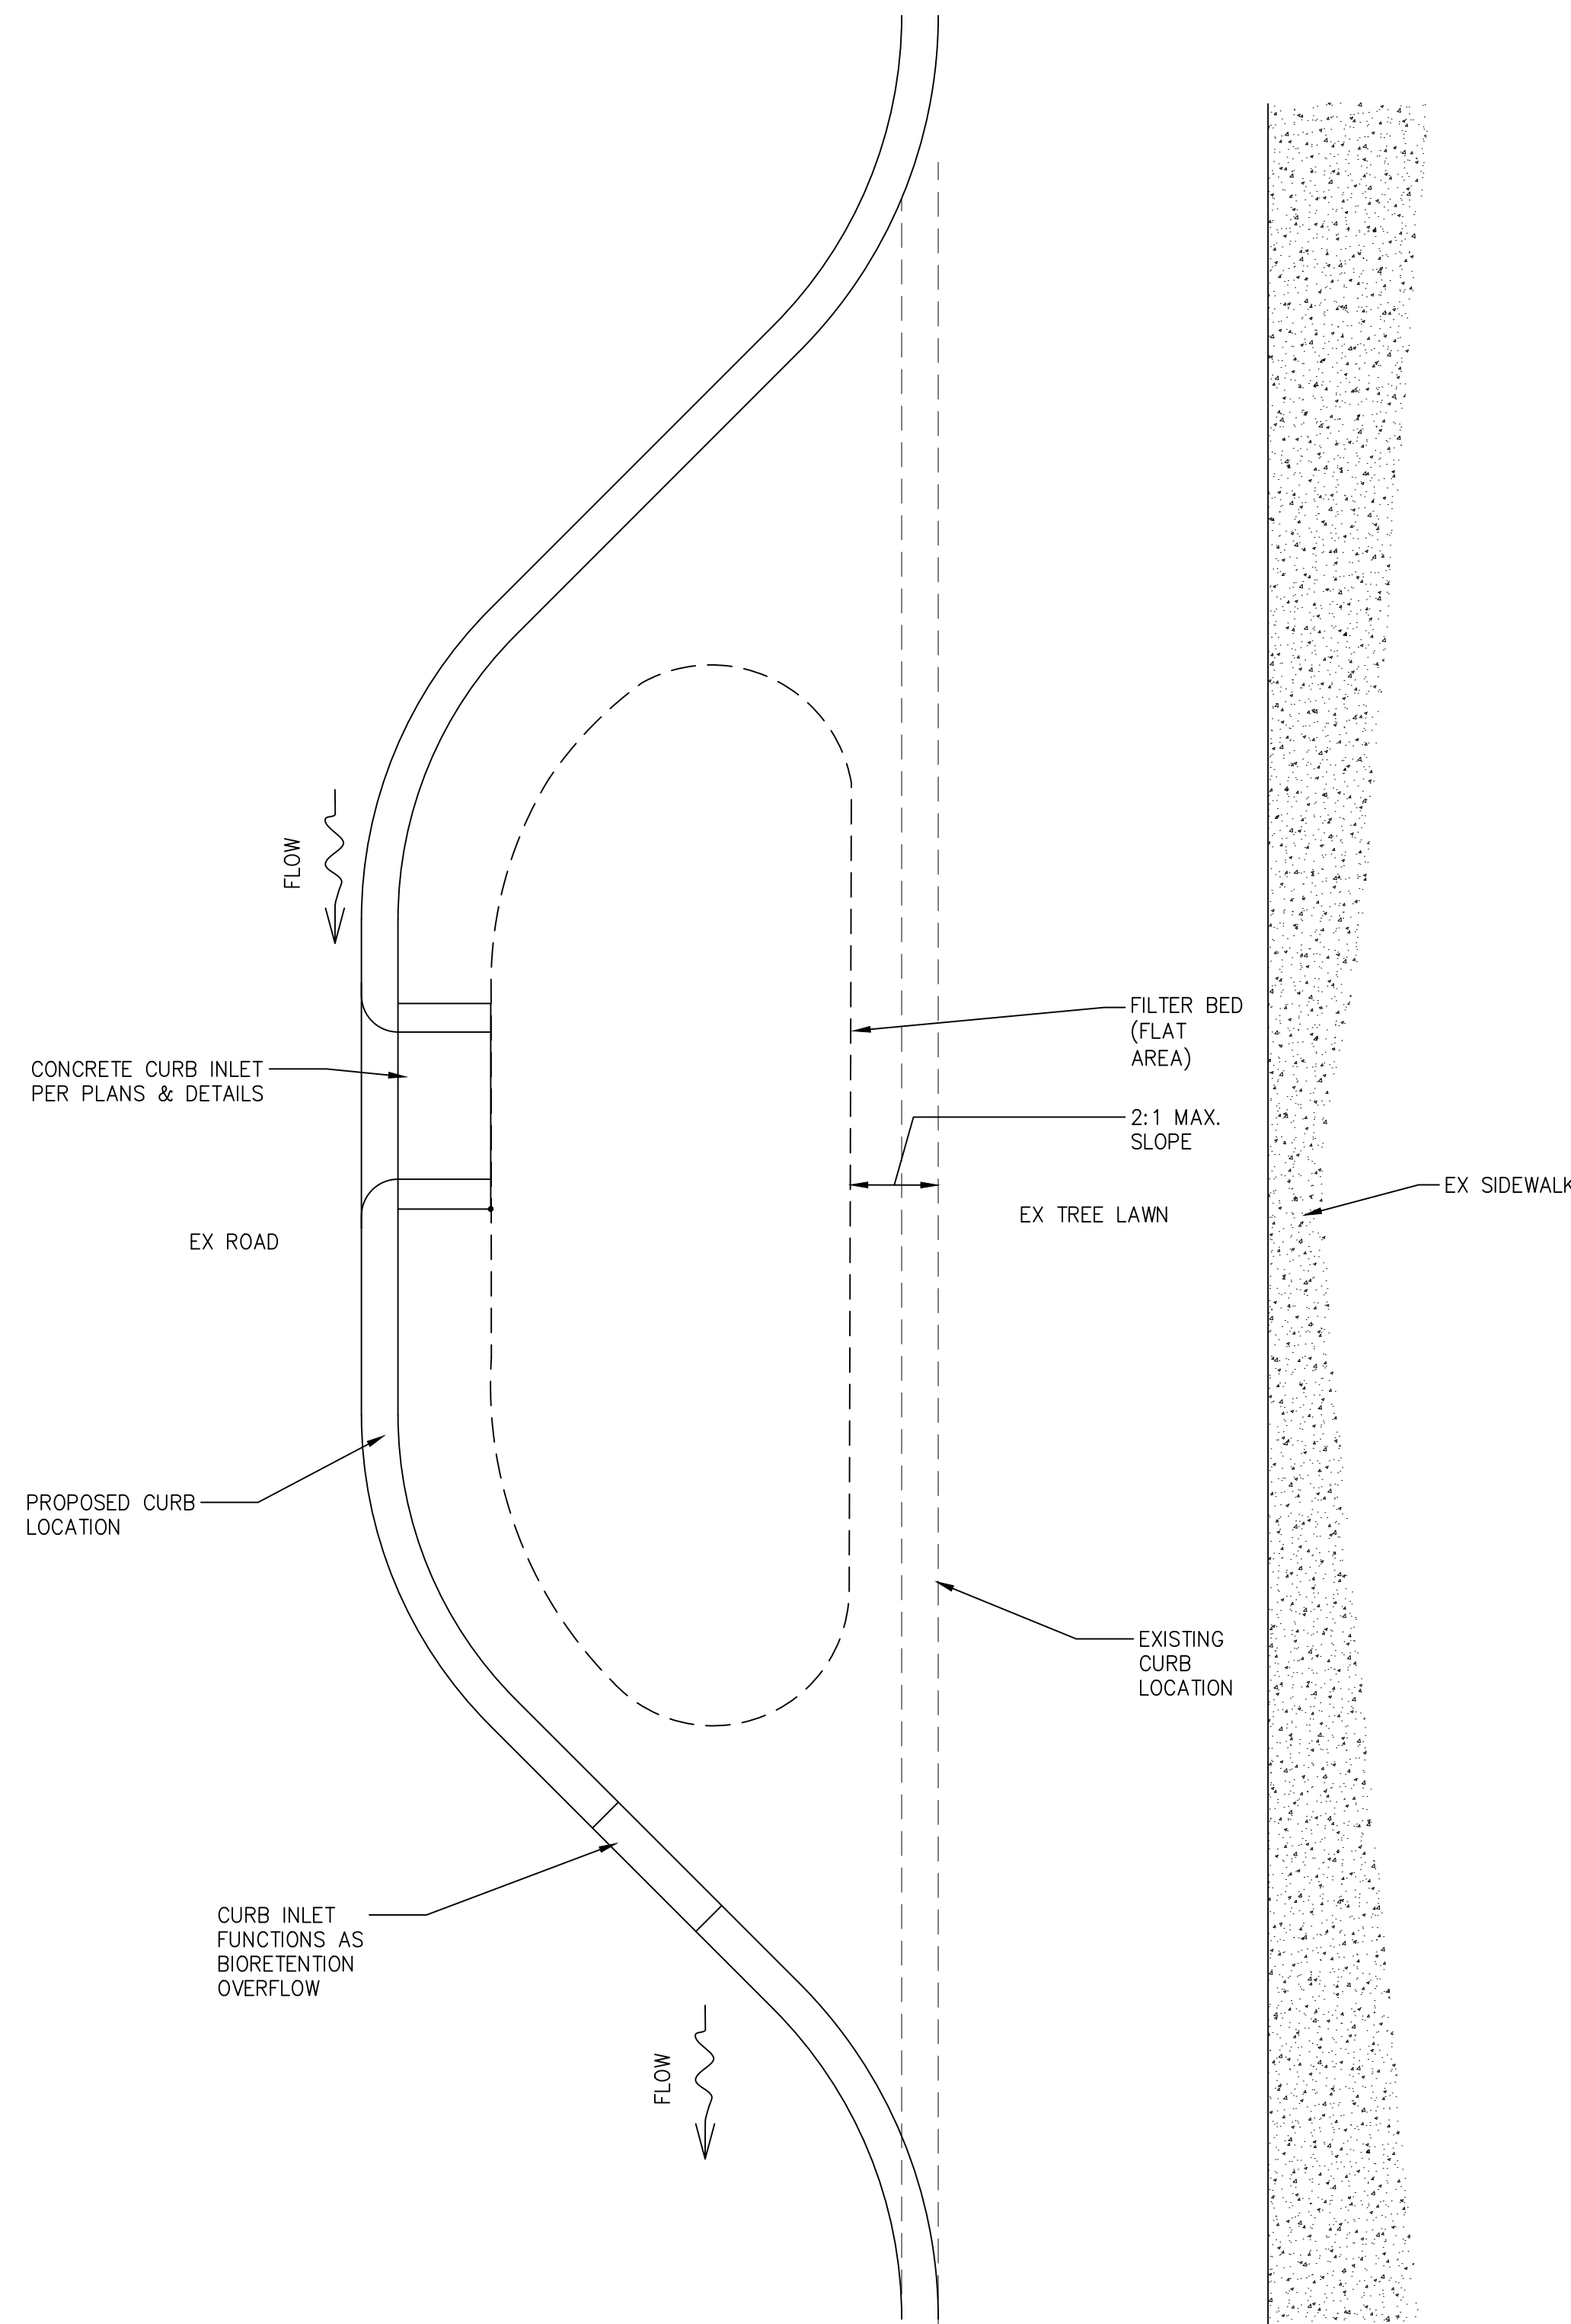 FLOW
CONCRETE CURB INLET
PER PLANS & DETAILS
FILTER BED
(FLAT
AREA)
2:1 MAX.
SLOPE
EX SIDEWALK
EX TREE LAWN
EX ROAD
PROPOSED CURB
LOCATION
EXISTING
CURB
LOCATION
CURB INLET
FUNCTIONS AS
BIORETENTION
OVERFLOW
FLOW